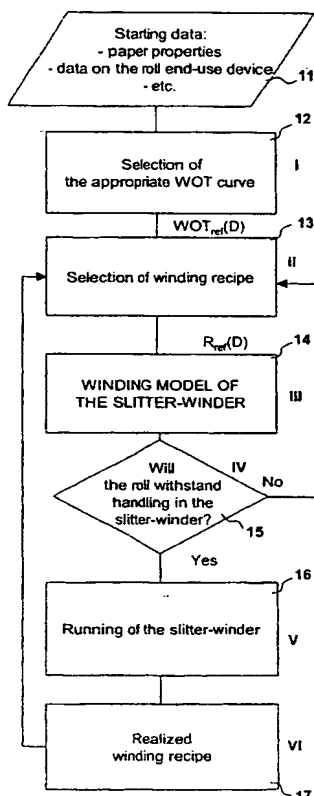 Starting data:
- paper properties
- data on the roll end-use device
- etc.
11
12
Selection of
the appropriate WOT curve
I
WOTref(D)
13
Selection of winding recipe
II
Rref(D)
14
WINDING MODEL OF
THE SLITTER-WINDER
III
Will
the roll withstand
handling in the
slitter-winder?
IV
No
15
Yes
16
Running of the slitter-winder
V
Realized
winding recipe
VI
17